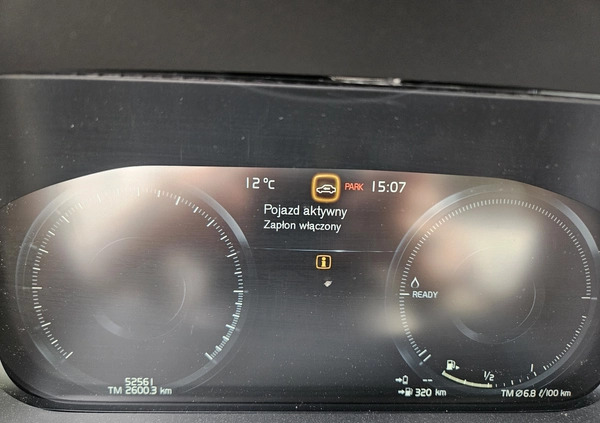 12°C PARK 15:07
Pojazd aktywny
Zapłon włączony
READY
1/2
52561
TM 2600.3 km
--
320 km
TM Ø6.8 ℓ/100 km